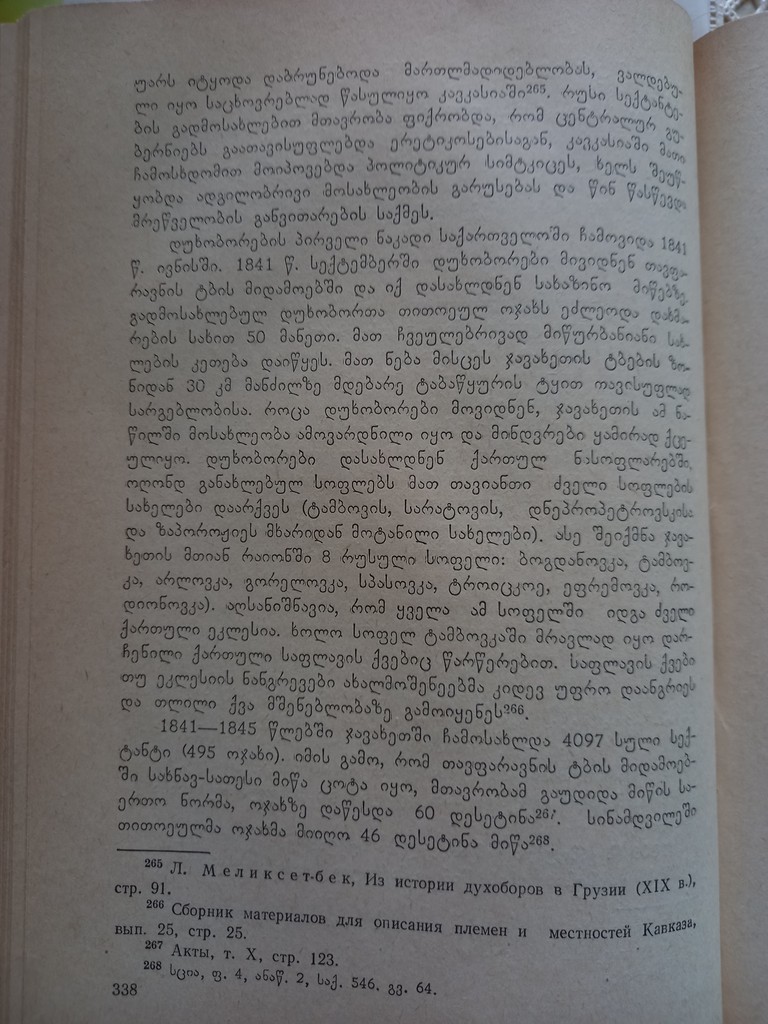 უარს იტყოდა დაბრუნებოდა მართლმადიდებლობას, ვალდებუ-
ლი იყო საცხოვრებლად წასულიყო კავკასიაში²⁶⁵. რუსი სექტანტე-
ბის გადმოსახლებით მთავრობა ფიქრობდა, რომ ცენტრალურ გუ-
ბერნიებს გაათავისუფლებდა ერეტიკოსებისაგან, კავკასიაში მათი
ჩამოსხდომით მოიპოვებდა პოლიტიკურ სიმტკიცეს, ხელს შეუწ-
ყობდა ადგილობრივი მოსახლეობის გარუსებას და წინ წასწევდა
მრეწველობის განვითარების საქმეს.
დუხობორების პირველი ნაკადი საქართველოში ჩამოვიდა 1841
წ. ივნისში. 1841 წ. სექტემბერში დუხობორები მივიდნენ თავფა-
რავნის ტბის მიდამოებში და იქ დასახლდნენ სახაზინო მიწებზე.
გადმოსახლებულ დუხობორთა თითოეულ ოჯახს ეძლეოდა დახმა-
რების სახით 50 მანეთი. მათ ჩვეულებრივად მიწურბანიანი სახ-
ლების კეთება დაიწყეს. მათ ნება მისცეს ჯავახეთის ტბების ზო-
ნიდან 30 კმ მანძილზე მდებარე ტაბაწყურის ტყით თავისუფლად
სარგებლობისა. როცა დუხობორები მოვიდნენ, ჯავახეთის ამ ნა-
წილში მოსახლეობა ამოვარდნილი იყო და მინდვრები ყამირად ქცე-
ულიყო. დუხობორები დასახლდნენ ქართულ ნასოფლარებში,
ოღონდ განახლებულ სოფლებს მათ თავიანთი ძველი სოფლების
სახელები დაარქვეს (ტამბოვის, სარატოვის, დნეპროპეტროვსკისა
და ზაპოროჟიეს მხარიდან მოტანილი სახელები). ასე შეიქმნა ჯავა-
ხეთის მთიან რაიონში 8 რუსული სოფელი: ბოგდანოვკა, ტამბოვ-
კა, არლოვკა, გორელოვკა, სპასოვკა, ტროიცკოე, ეფრემოვკა, რო-
დიონოვკა). აღსანიშნავია, რომ ყველა ამ სოფელში იდგა ძველი
ქართული ეკლესია. ხოლო სოფელ ტამბოვკაში მრავლად იყო დარ-
ჩენილი ქართული საფლავის ქვებიც წარწერებით. საფლავის ქვები
თუ ეკლესიის ნანგრევები ახალმოშენეებმა კიდევ უფრო დაანგრიეს
და თლილი ქვა მშენებლობაზე გამოიყენეს²⁶⁶.
1841—1845 წლებში ჯავახეთში ჩამოსახლდა 4097 სული სექ-
ტანტი (495 ოჯახი). იმის გამო, რომ თავფარავნის ტბის მიდამოებ-
ში სახნავ-სათესი მიწა ცოტა იყო, მთავრობამ გაუდიდა მიწის სა-
ერთო ნორმა, ოჯახზე დაწესდა 60 დესეტინა²⁶⁷. სინამდვილეში
თითოეულმა ოჯახმა მიიღო 46 დესეტინა მიწა²⁶⁸.
²⁶⁵ Л. Меликсет-бек, Из истории духоборов в Грузии (XIX в.),
стр. 91.
²⁶⁶ Сборник материалов для описания племен и местностей Кавказа,
вып. 25, стр. 25.
²⁶⁷ Акты, т. X, стр. 123.
²⁶⁸ სცია, ფ. 4, ანაწ. 2, საქ. 546. გვ. 64.
338